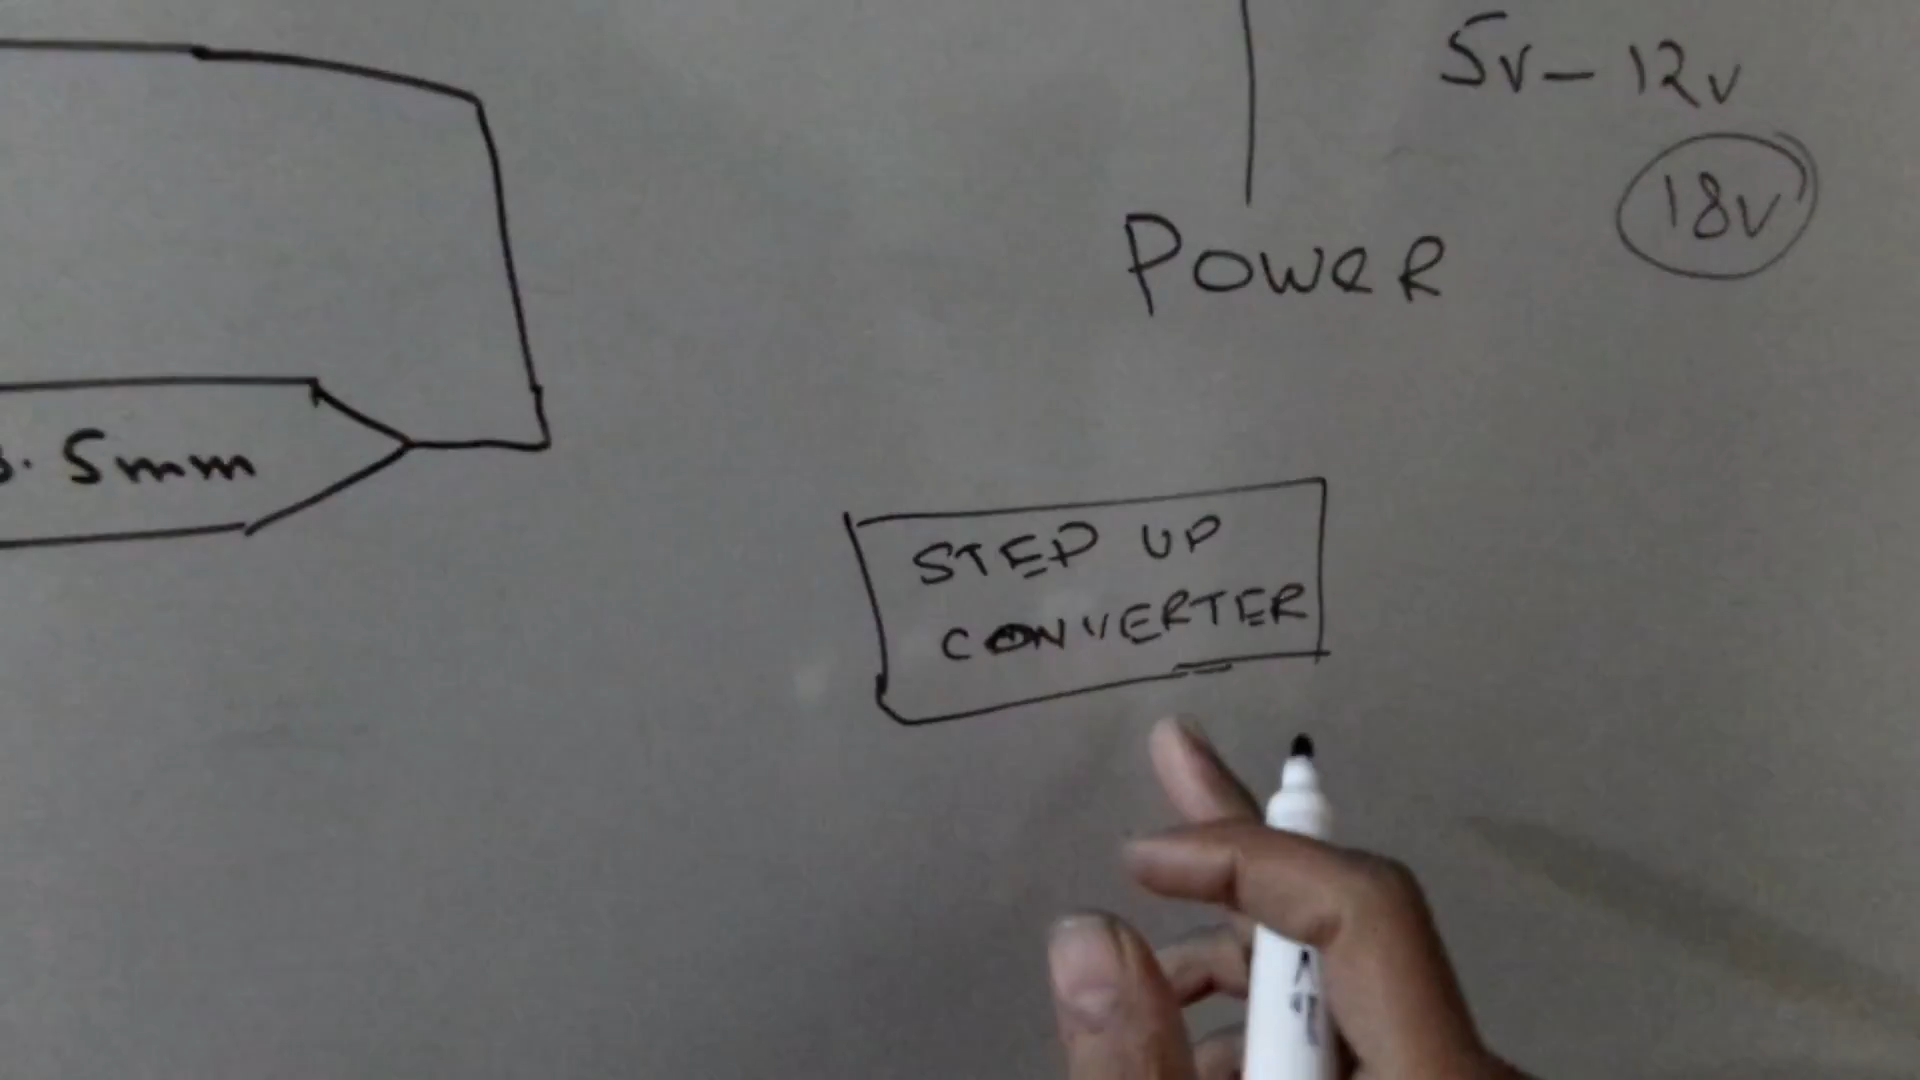 5v - 12v
18v
POWER
. 5mm
STEP UP
CONVERTER